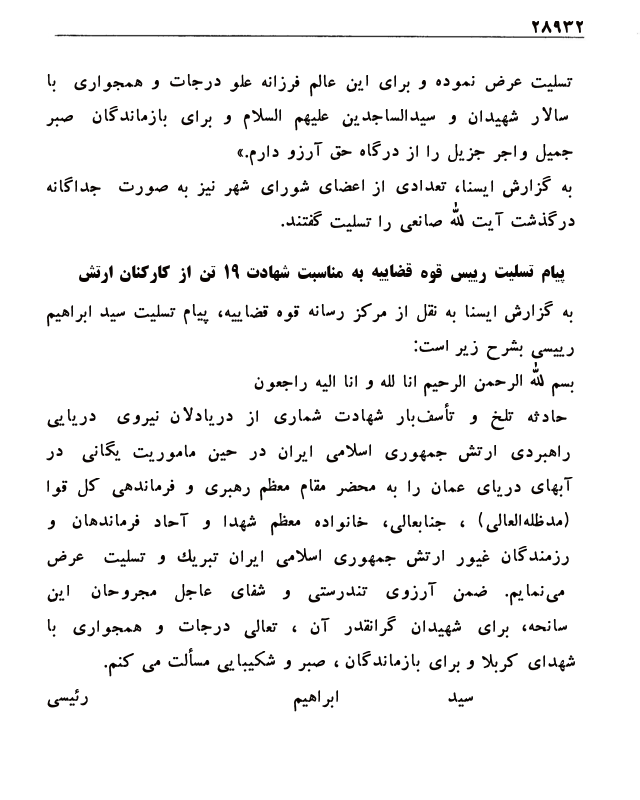 ۲۸۹۳۲
تسلیت عرض نموده و برای این عالم فرزانه علو درجات و همجواری با
سالار شهیدان و سیدالساجدین علیهم السلام و برای بازماندگان صبر
جمیل واجر جزیل را از درگاه حق آرزو دارم.»
به گزارش ایسنا، تعدادی از اعضای شورای شهر نیز به صورت جداگانه
درگذشت آیت الله صانعی را تسلیت گفتند.
پیام تسلیت رییس قوه قضاییه به مناسبت شهادت ۱۹ تن از کارکنان ارتش
به گزارش ایسنا به نقل از مرکز رسانه قوه قضاییه، پیام تسلیت سید ابراهیم
رییسی بشرح زیر است:
بسم الله الرحمن الرحیم انا لله و انا الیه راجعون
حادثه تلخ و تأسف‌بار شهادت شماری از دریادلان نیروی دریایی
راهبردی ارتش جمهوری اسلامی ایران در حین ماموریت یگانی در
آبهای دریای عمان را به محضر مقام معظم رهبری و فرماندهی کل قوا
(مدظله‌العالی) ، جنابعالی، خانواده معظم شهدا و آحاد فرماندهان و
رزمندگان غیور ارتش جمهوری اسلامی ایران تبریك و تسلیت عرض
می‌نمایم. ضمن آرزوی تندرستی و شفای عاجل مجروحان این
سانحه، برای شهیدان گرانقدر آن ، تعالی درجات و همجواری با
شهدای کربلا و برای بازماندگان ، صبر و شکیبایی مسألت می کنم.
سید ابراهیم رئیسی